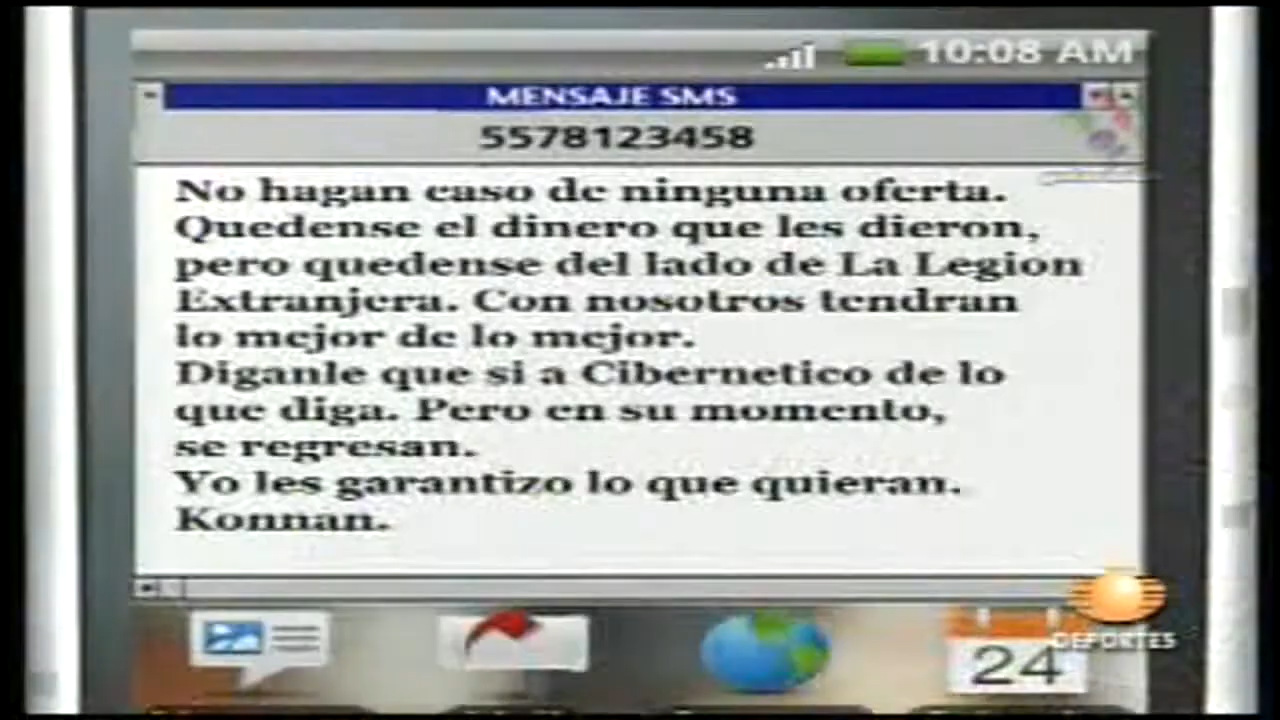 10:08 AM
MENSAJE SMS
5578123458
No hagan caso de ninguna oferta.
Quedense el dinero que les dieron,
pero quedense del lado de La Legion
Extranjera. Con nosotros tendran
lo mejor de lo mejor.
Diganle que si a Cibernetico de lo
que diga. Pero en su momento,
se regresan.
Yo les garantizo lo que quieran.
Konnan.
DEPORTES
24